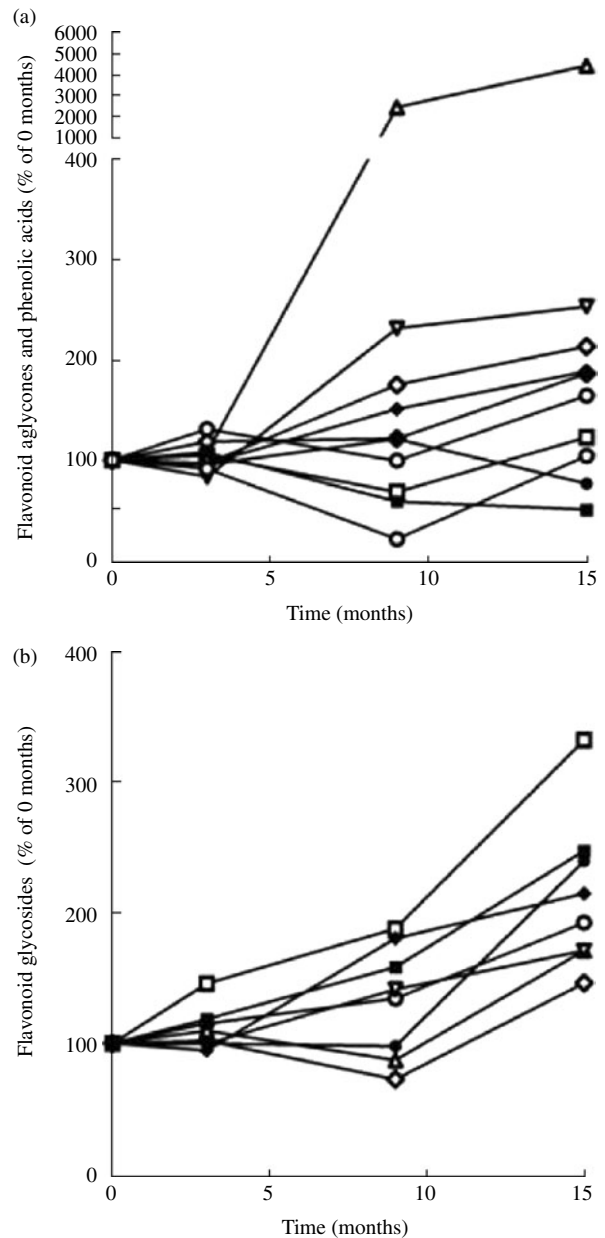 (a)
6000
5000
4000
3000
2000
1000
400
300
200
100
0
Flavonoid aglycones and phenolic acids (% of 0 months)
0 5 10 15
Time (months)
(b)
400
300
200
100
0
Flavonoid glycosides (% of 0 months)
0 5 10 15
Time (months)